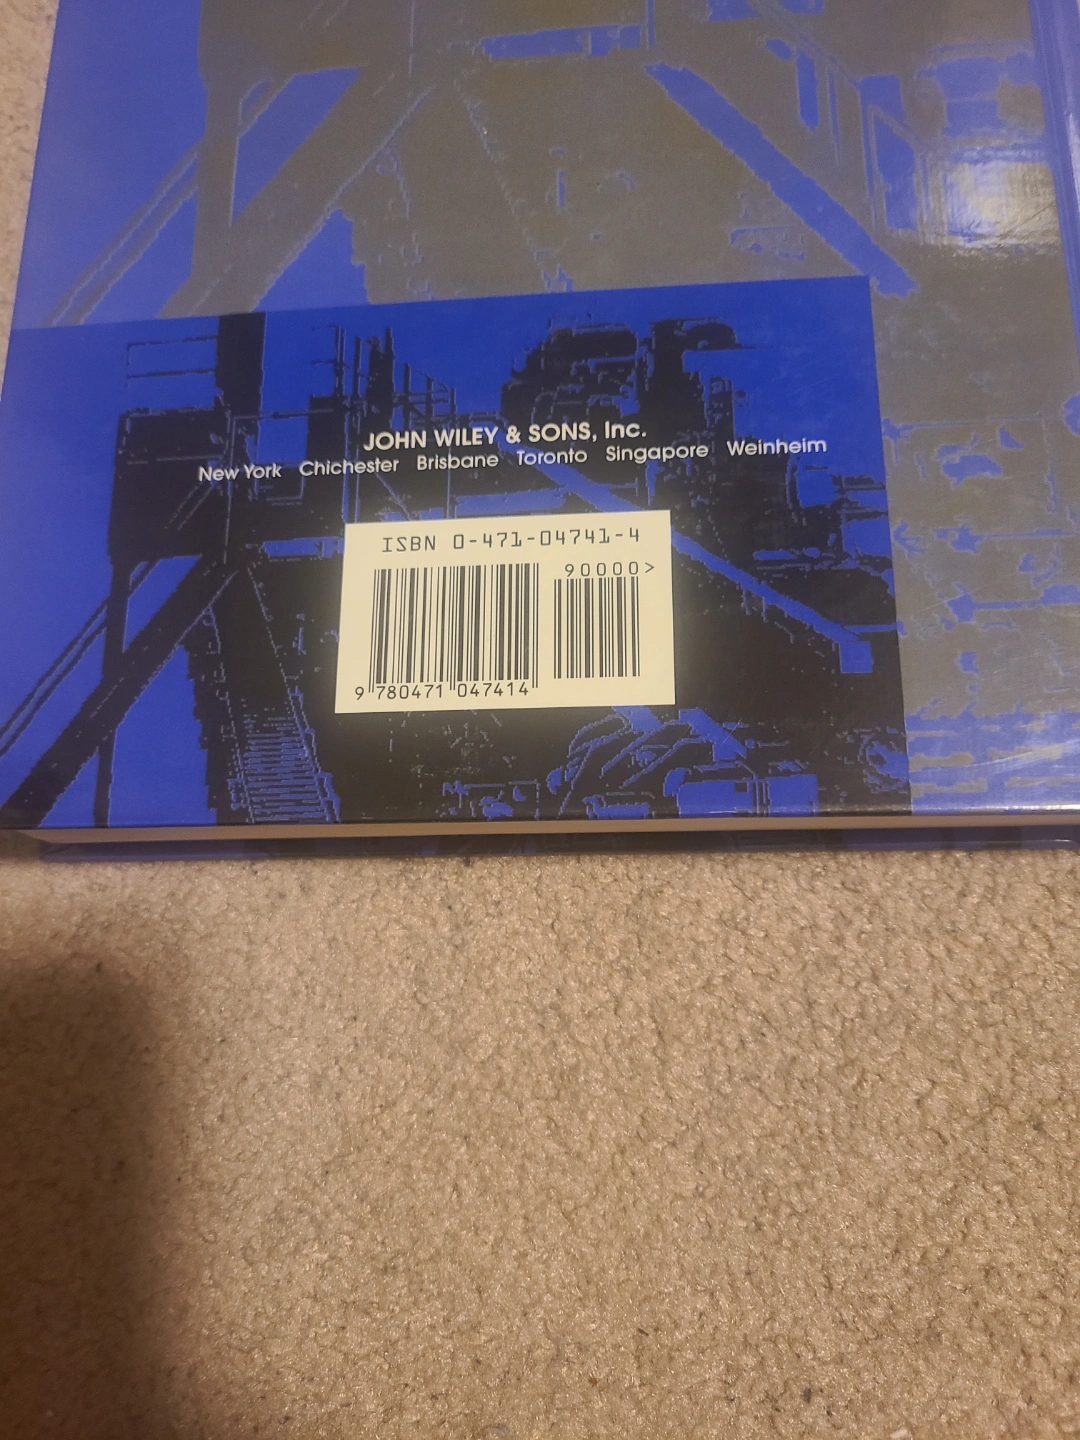 JOHN WILEY & SONS, Inc.
New York Chichester Brisbane Toronto Singapore Weinheim
ISBN 0-471-04741-4
90000>
9 780471 047414